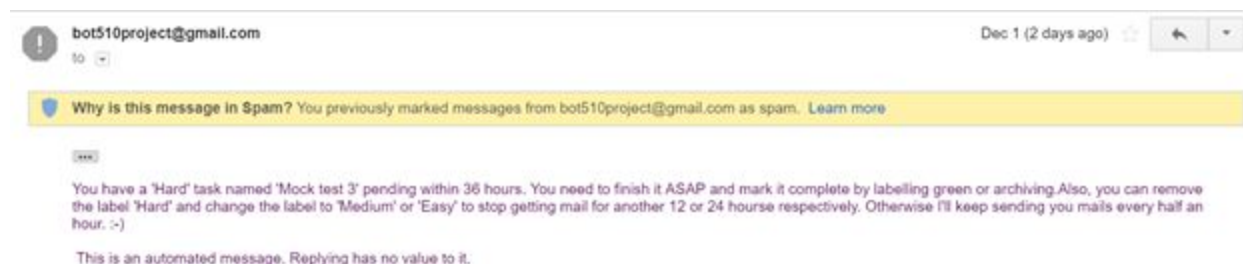 bot510project@gmail.com
Dec 1 (2 days ago)
to
Why is this message in Spam? You previously marked messages from bot510project@gmail.com as spam. Learn more
You have a 'Hard' task named 'Mock test 3' pending within 36 hours. You need to finish it ASAP and mark it complete by labelling green or archiving.Also, you can remove
the label 'Hard' and change the label to 'Medium' or 'Easy' to stop getting mail for another 12 or 24 hourse respectively. Otherwise I'll keep sending you mails every half an
hour. :-)
This is an automated message. Replying has no value to it.